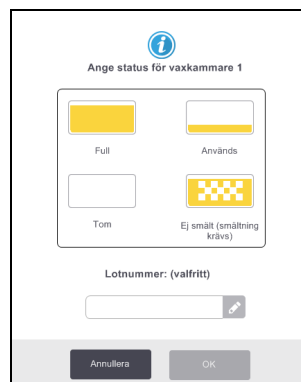 Ange status för vaxkammare 1
Full
Används
Tom
Ej smält (smältning
krävs)
Lotnummer: (valfritt)
Annullera
OK